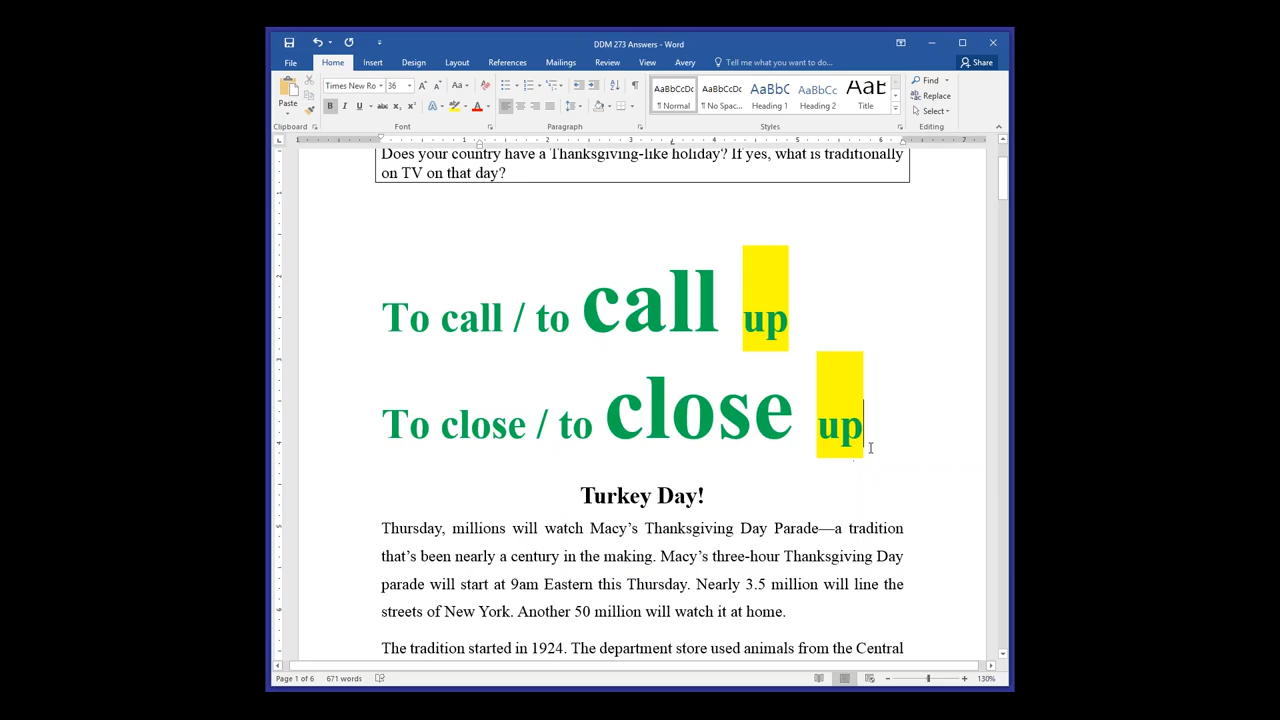 DDM 273 Answers - Word
File Home Insert Design Layout References Mailings Review View Avery Tell me what you want to do... Share
Paste
Times New Ro 36
AaBbCcDc AaBbCcDc AaBbC AaBbCc AaB
¶ Normal ¶ No Spac... Heading 1 Heading 2 Title
Find
Replace
Select
Clipboard Font Paragraph Styles Editing
Does your country have a Thanksgiving-like holiday? If yes, what is traditionally
on TV on that day?
To call / to call up
To close / to close up
Turkey Day!
Thursday, millions will watch Macy’s Thanksgiving Day Parade—a tradition
that’s been nearly a century in the making. Macy’s three-hour Thanksgiving Day
parade will start at 9am Eastern this Thursday. Nearly 3.5 million will line the
streets of New York. Another 50 million will watch it at home.
The tradition started in 1924. The department store used animals from the Central
Page 1 of 6 671 words 130%